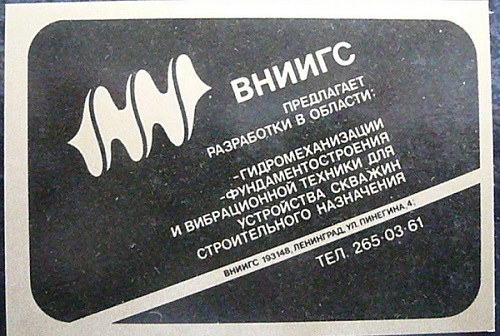 ВНИИГС
ПРЕДЛАГАЕТ
РАЗРАБОТКИ В ОБЛАСТИ:
-ГИДРОМЕХАНИЗАЦИИ
-ФУНДАМЕНТОСТРОЕНИЯ
И ВИБРАЦИОННОЙ ТЕХНИКИ ДЛЯ
УСТРОЙСТВА СКВАЖИН
СТРОИТЕЛЬНОГО НАЗНАЧЕНИЯ
ВНИИГС 193148, ЛЕНИНГРАД, УЛ. ПИНЕГИНА, 4;
ТЕЛ. 265-03-61